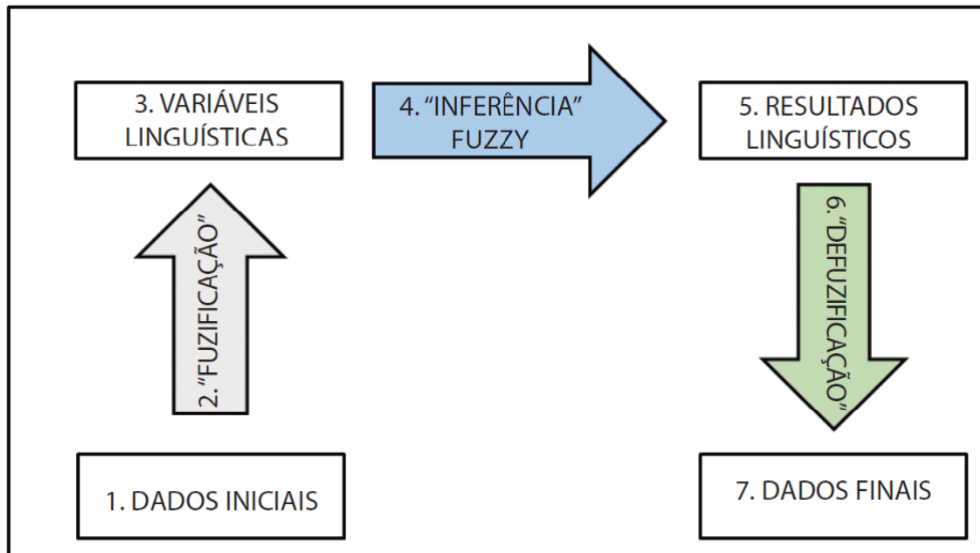 3. VARIÁVEIS
LINGUÍSTICAS
4. “INFERÊNCIA”
FUZZY
5. RESULTADOS
LINGUÍSTICOS
2. “FUZIFICAÇÃO”
6. “DEFUZIFICAÇÃO”
1. DADOS INICIAIS
7. DADOS FINAIS